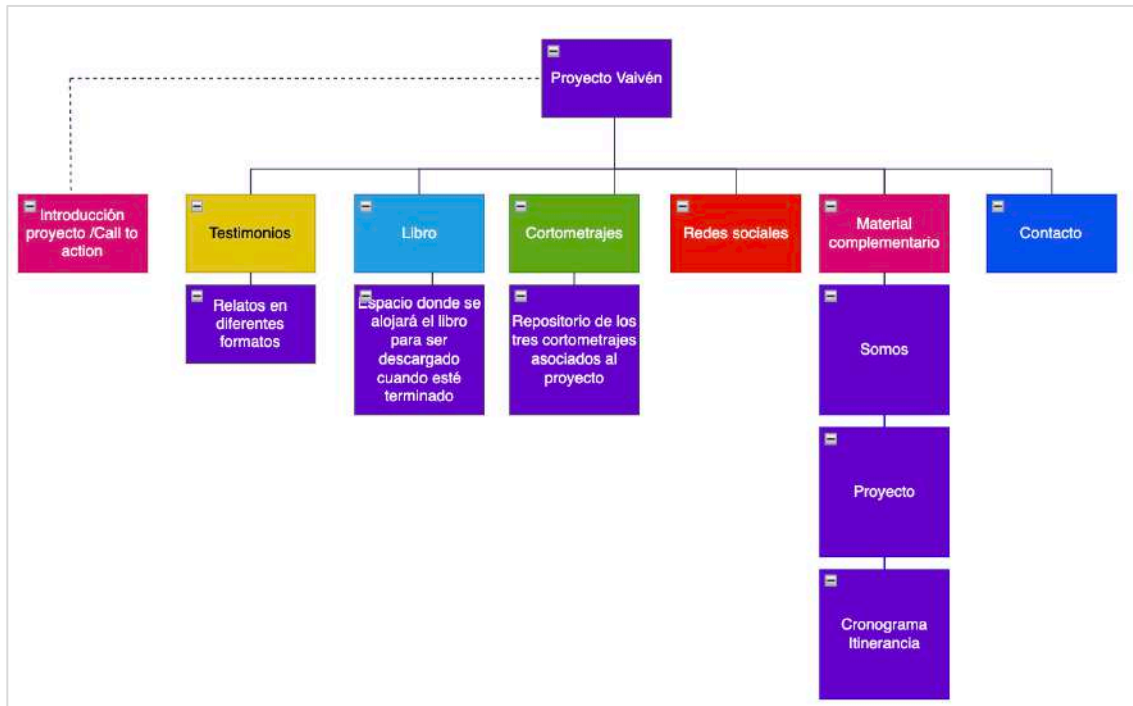 Proyecto Vaivén
Introducción
proyecto /Call to
action
Testimonios
Libro
Cortometrajes
Redes sociales
Material
complementario
Contacto
Relatos en
diferentes
formatos
Espacio donde se
alojará el libro
para ser
descargado
cuando esté
terminado
Repositorio de los
tres cortometrajes
asociados al
proyecto
Somos
Proyecto
Cronograma
Itinerancia